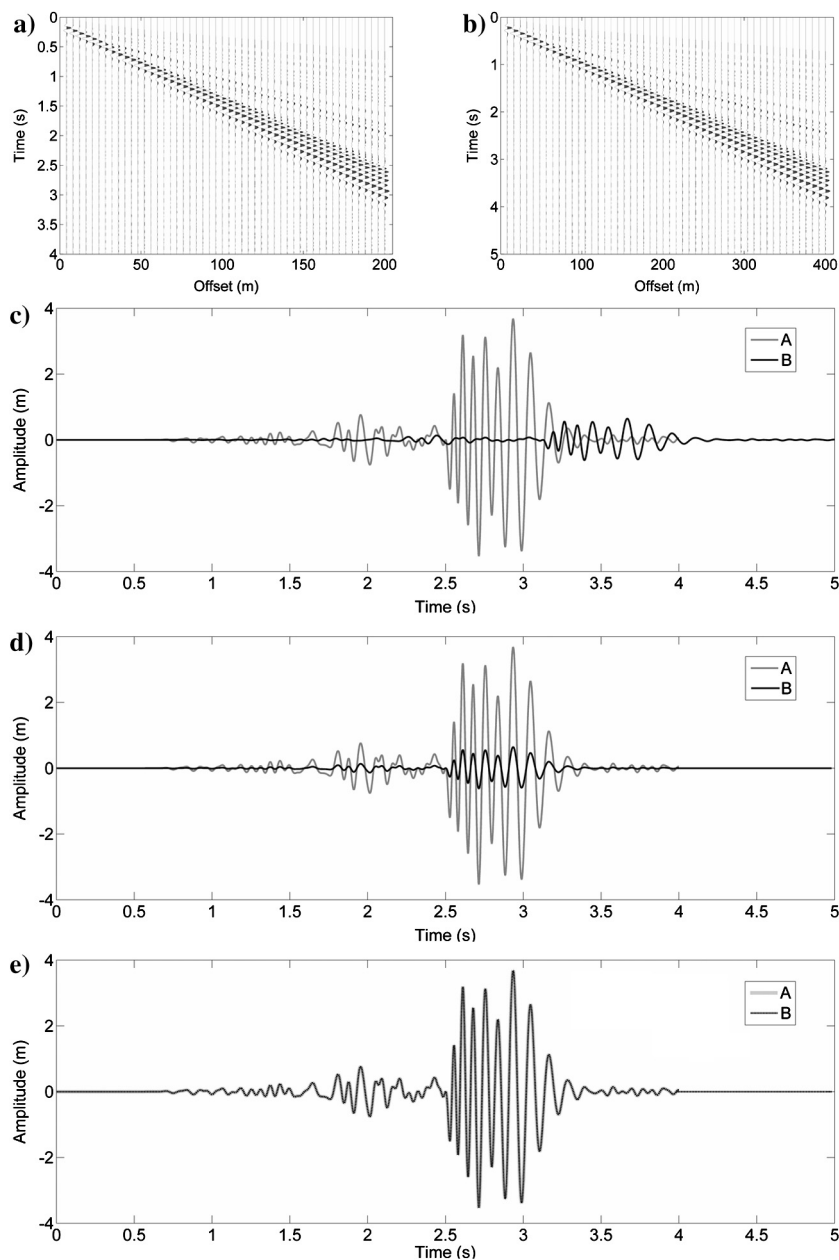 a)
0
0.5
1
1.5
2
2.5
3
3.5
4
Time (s)
0 50 100 150 200
Offset (m)
b)
0
1
2
3
4
5
Time (s)
0 100 200 300 400
Offset (m)
c)
4
2
0
-2
-4
Amplitude (m)
A
B
0 0.5 1 1.5 2 2.5 3 3.5 4 4.5 5
Time (s)
d)
4
2
0
-2
-4
Amplitude (m)
A
B
0 0.5 1 1.5 2 2.5 3 3.5 4 4.5 5
Time (s)
e)
4
2
0
-2
-4
Amplitude (m)
A
B
0 0.5 1 1.5 2 2.5 3 3.5 4 4.5 5
Time (s)